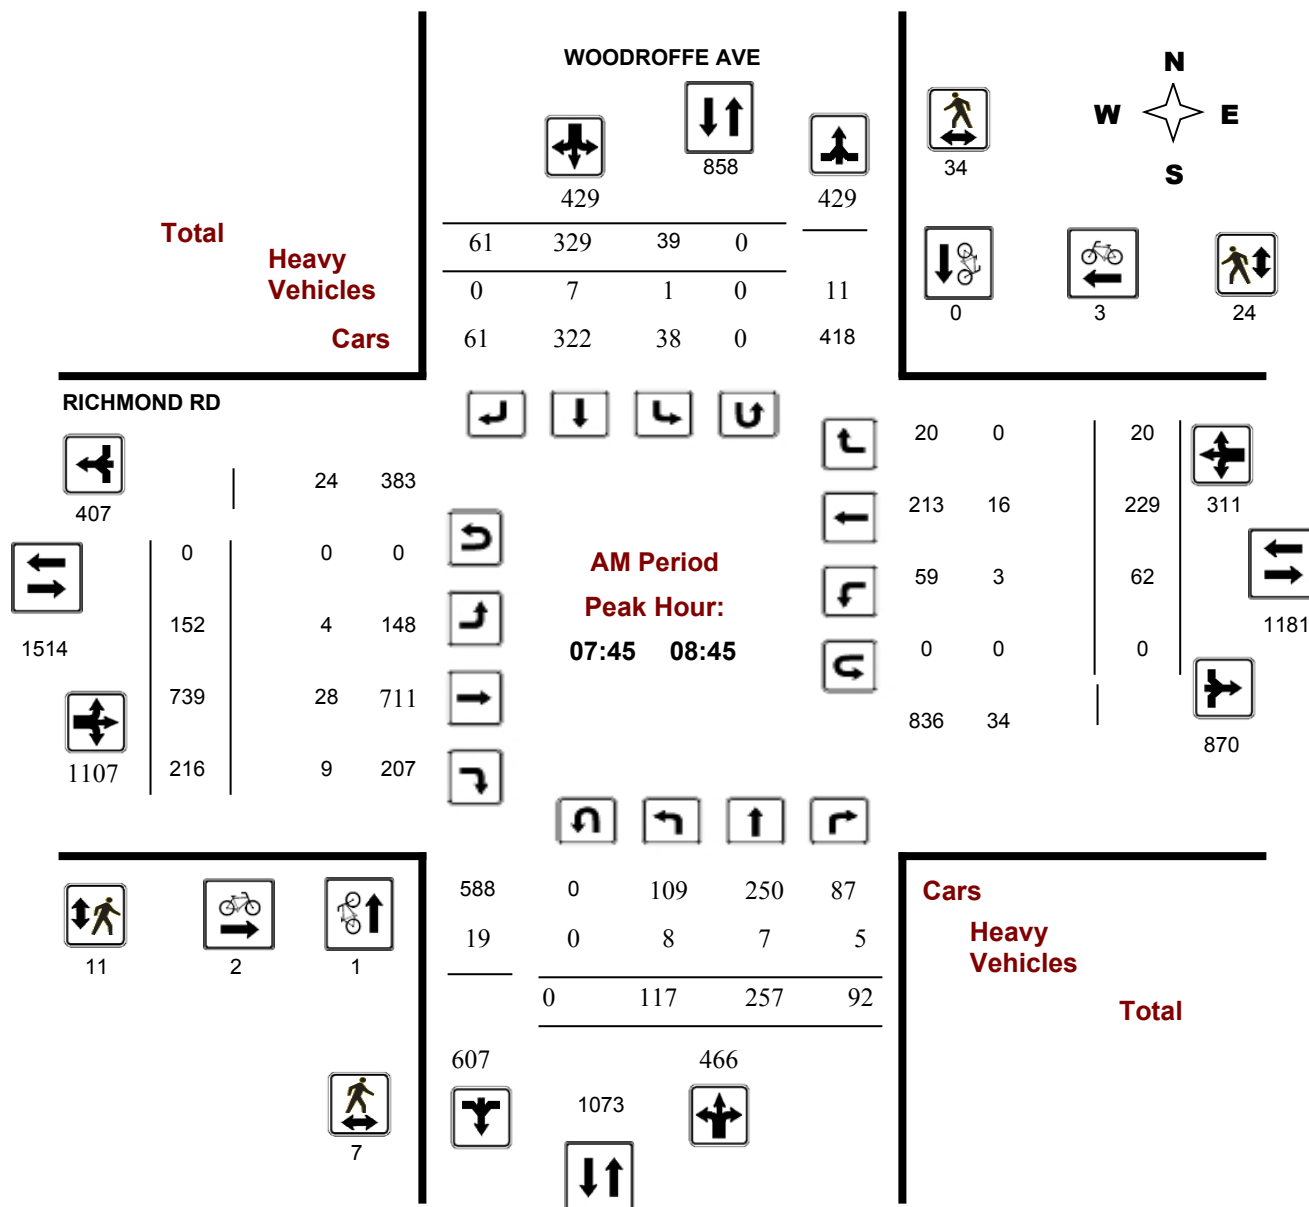 WOODROFFE AVE
N
W E
S
858
34
429 429
Total 61 329 39 0
Heavy
Vehicles 0 7 1 0 11
Cars 61 322 38 0 418
0 3 24
RICHMOND RD
20 0 20
24 383
407
213 16 229 311
0 0 0
AM Period
59 3 62
Peak Hour:
152 4 148
1514
07:45 08:45
0 0 0
1181
739 28 711
836 34
870
1107 216 9 207
588 0 109 250 87 Cars
19 0 8 7 5 Heavy
Vehicles
11 2 1
0 117 257 92 Total
607 466
1073
7